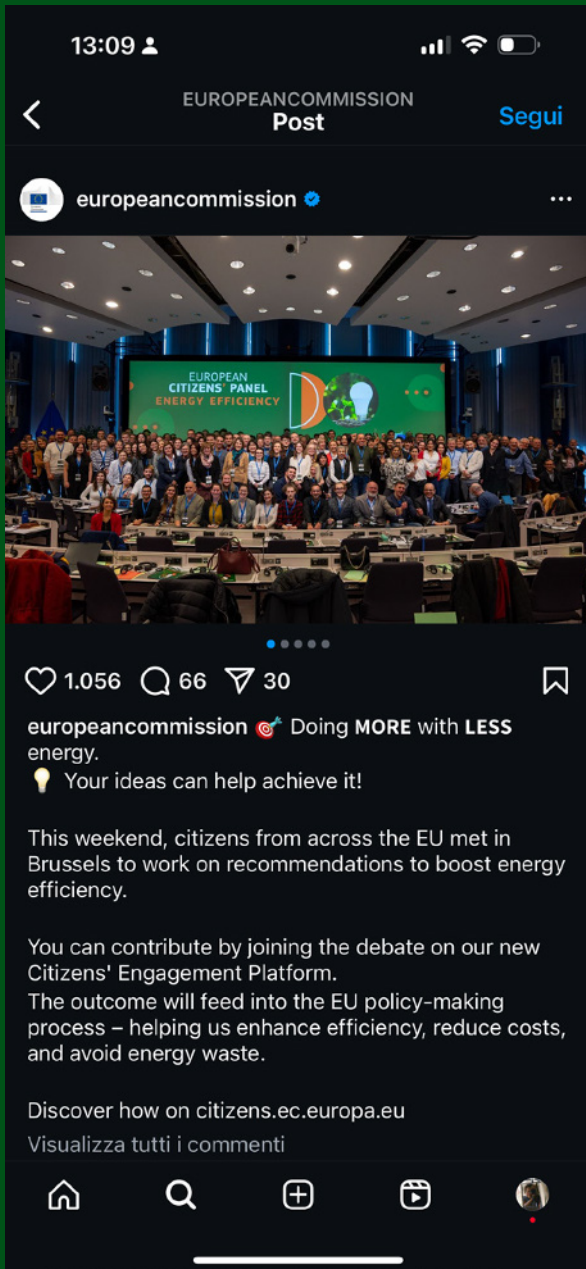 13:09
EUROPEANCOMMISSION
Post
Segui
europeancommission
EUROPEAN
CITIZENS' PANEL
ENERGY EFFICIENCY
1.056 66 30
europeancommission 🎯 Doing MORE with LESS
energy.
💡 Your ideas can help achieve it!
This weekend, citizens from across the EU met in
Brussels to work on recommendations to boost energy
efficiency.
You can contribute by joining the debate on our new
Citizens' Engagement Platform.
The outcome will feed into the EU policy-making
process – helping us enhance efficiency, reduce costs,
and avoid energy waste.
Discover how on citizens.ec.europa.eu
Visualizza tutti i commenti